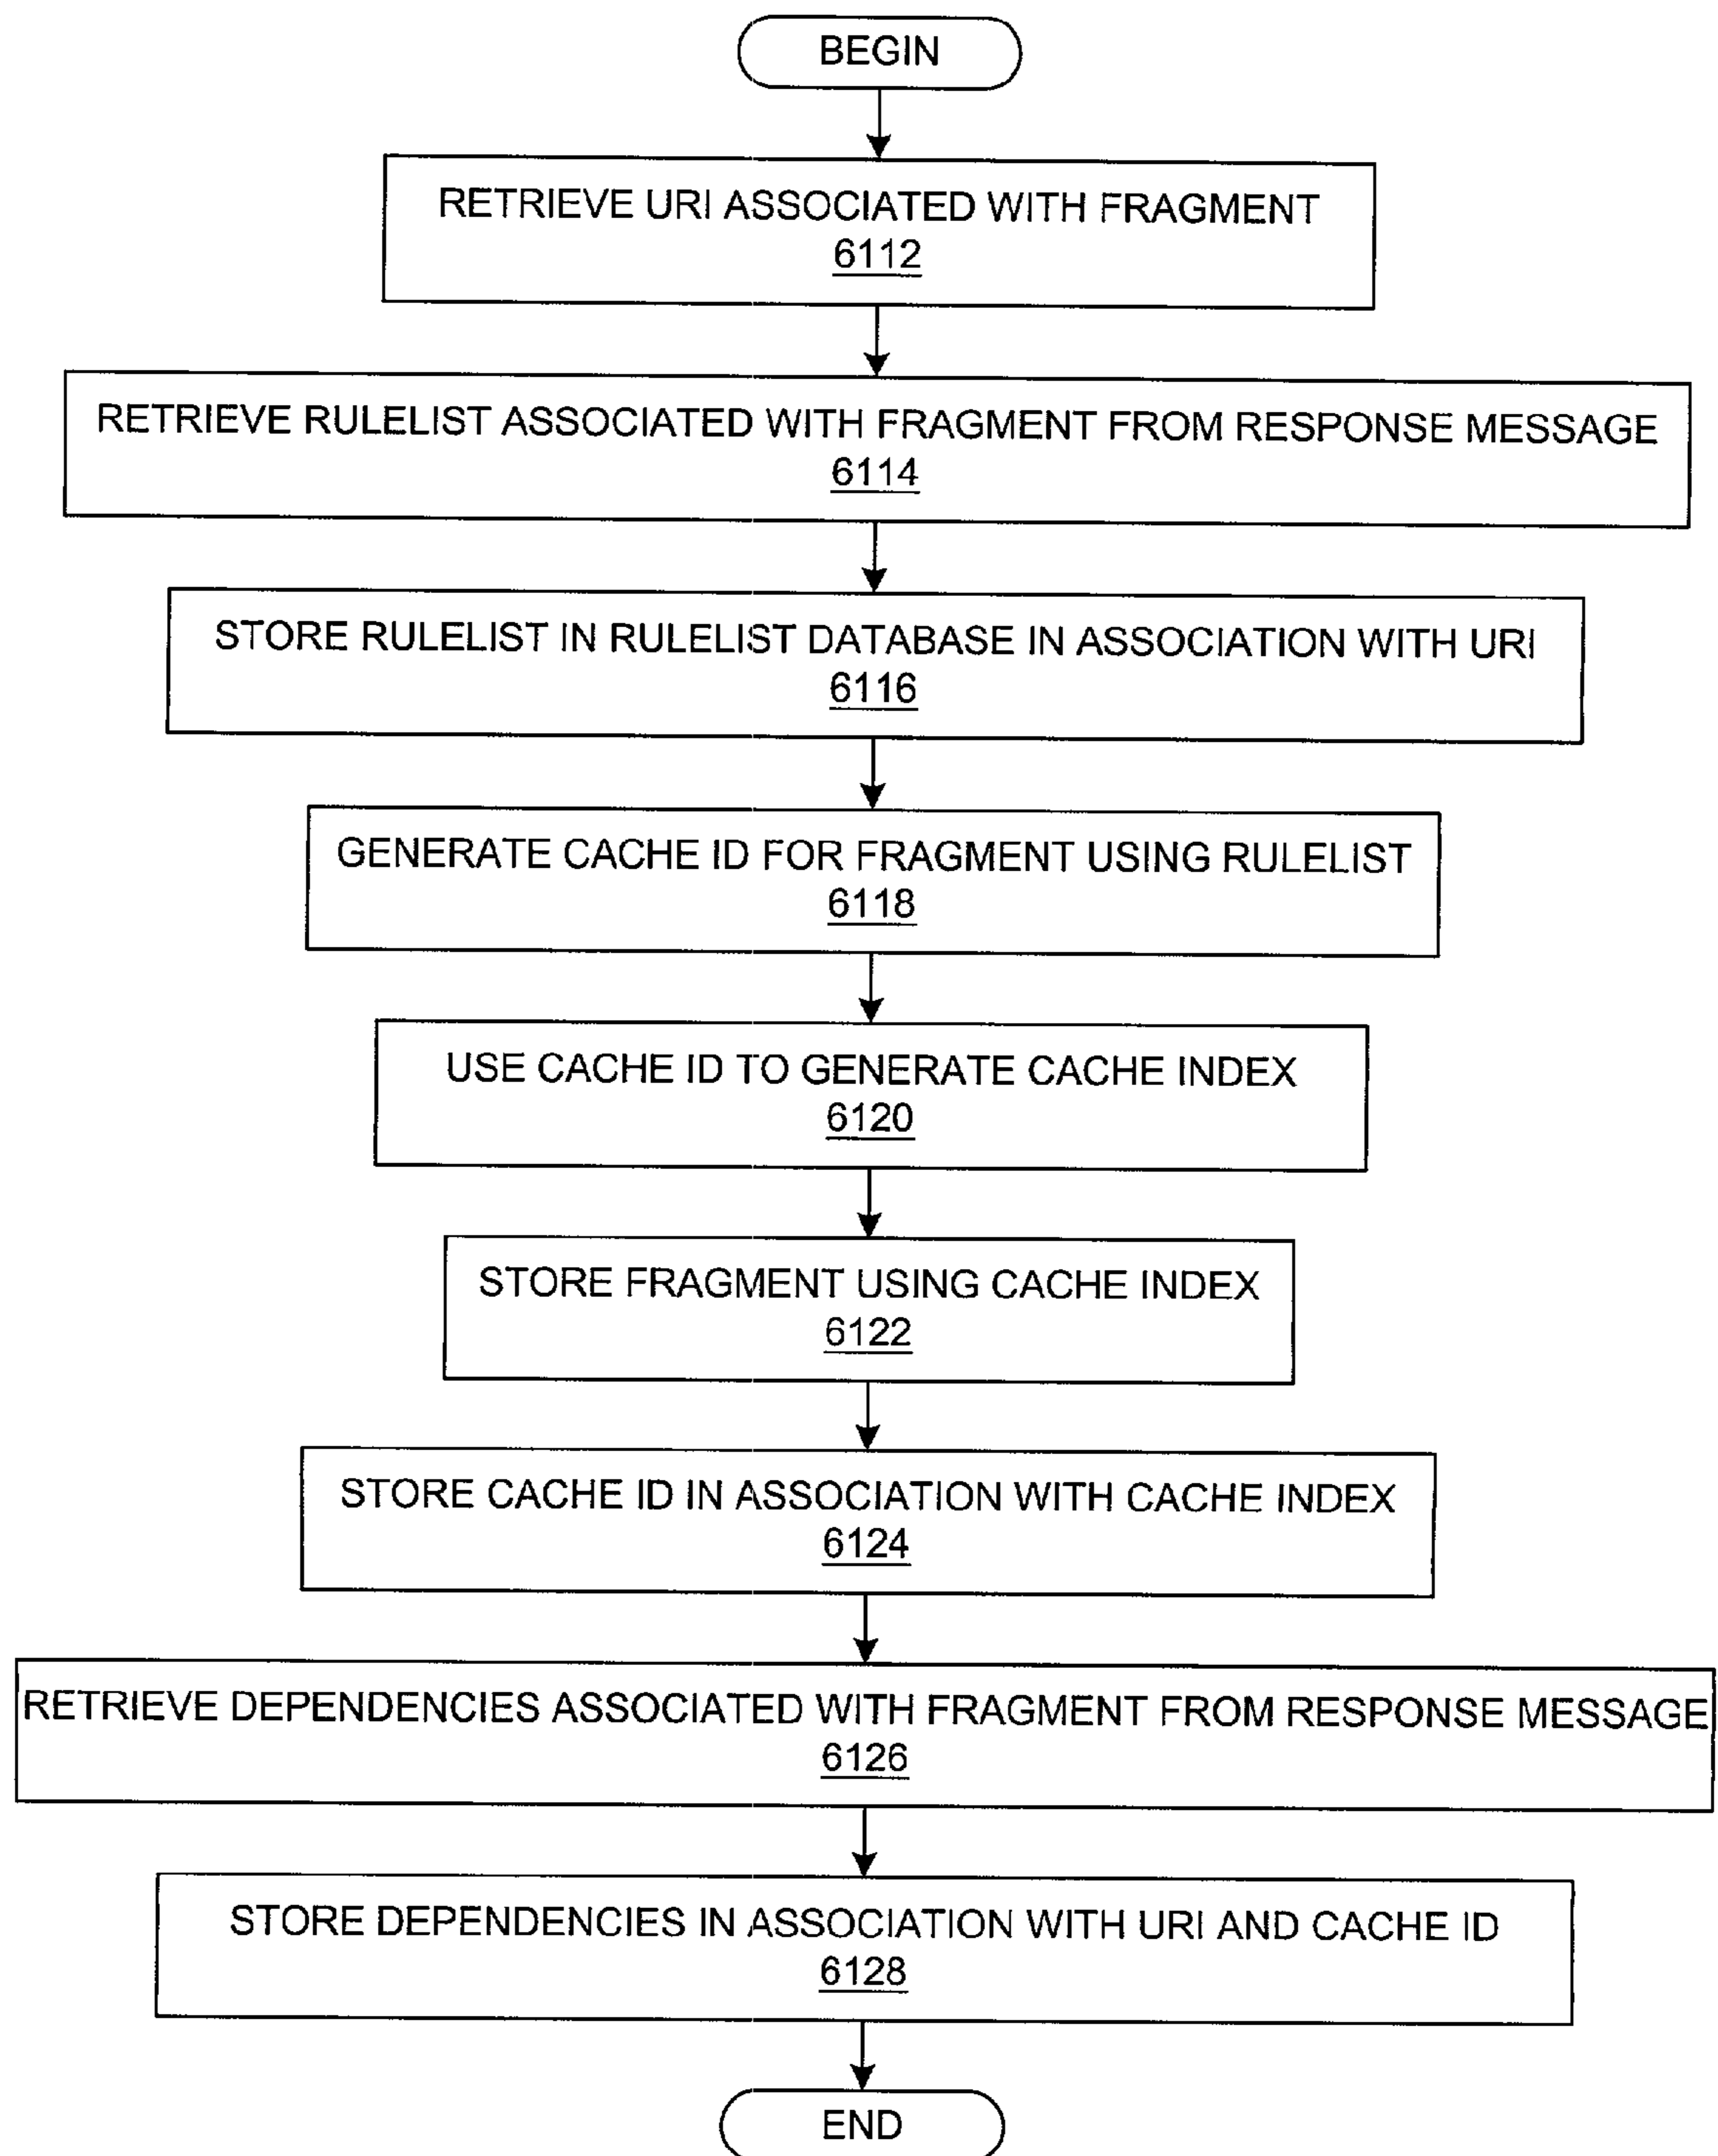 BEGIN
RETRIEVE URI ASSOCIATED WITH FRAGMENT
6112
RETRIEVE RULELIST ASSOCIATED WITH FRAGMENT FROM RESPONSE MESSAGE
6114
STORE RULELIST IN RULELIST DATABASE IN ASSOCIATION WITH URI
6116
GENERATE CACHE ID FOR FRAGMENT USING RULELIST
6118
USE CACHE ID TO GENERATE CACHE INDEX
6120
STORE FRAGMENT USING CACHE INDEX
6122
STORE CACHE ID IN ASSOCIATION WITH CACHE INDEX
6124
RETRIEVE DEPENDENCIES ASSOCIATED WITH FRAGMENT FROM RESPONSE MESSAGE
6126
STORE DEPENDENCIES IN ASSOCIATION WITH URI AND CACHE ID
6128
END